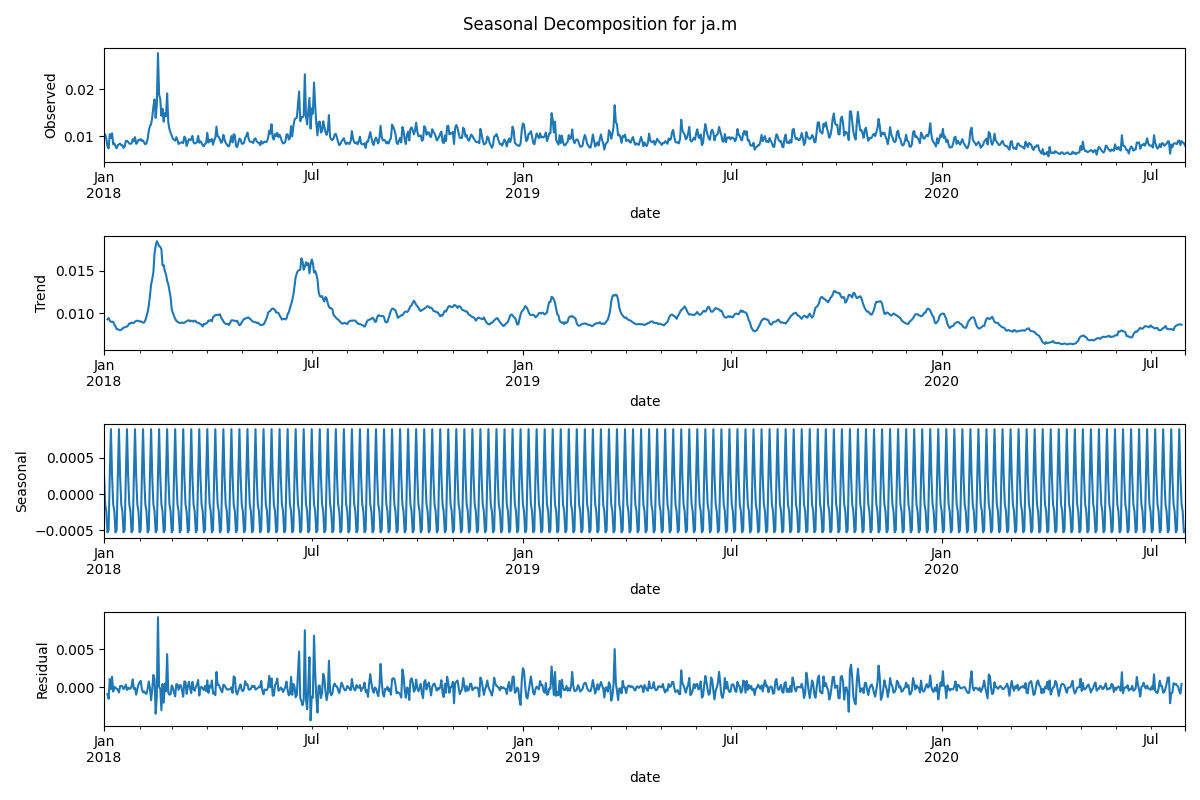 Seasonal Decomposition for ja.m
Observed
0.02
0.01
Jan
2018
Jul
Jan
2019
Jul
Jan
2020
Jul
date
Trend
0.015
0.010
Jan
2018
Jul
Jan
2019
Jul
Jan
2020
Jul
date
Seasonal
0.0005
0.0000
−0.0005
Jan
2018
Jul
Jan
2019
Jul
Jan
2020
Jul
date
Residual
0.005
0.000
Jan
2018
Jul
Jan
2019
Jul
Jan
2020
Jul
date